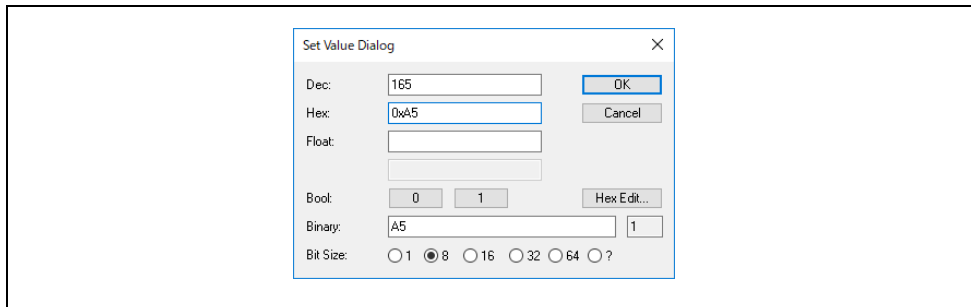 Set Value Dialog
Dec: 165 OK
Hex: 0xA5 Cancel
Float:
Bool: 0 1 Hex Edit...
Binary: A5 1
Bit Size: 1 8 16 32 64 ?